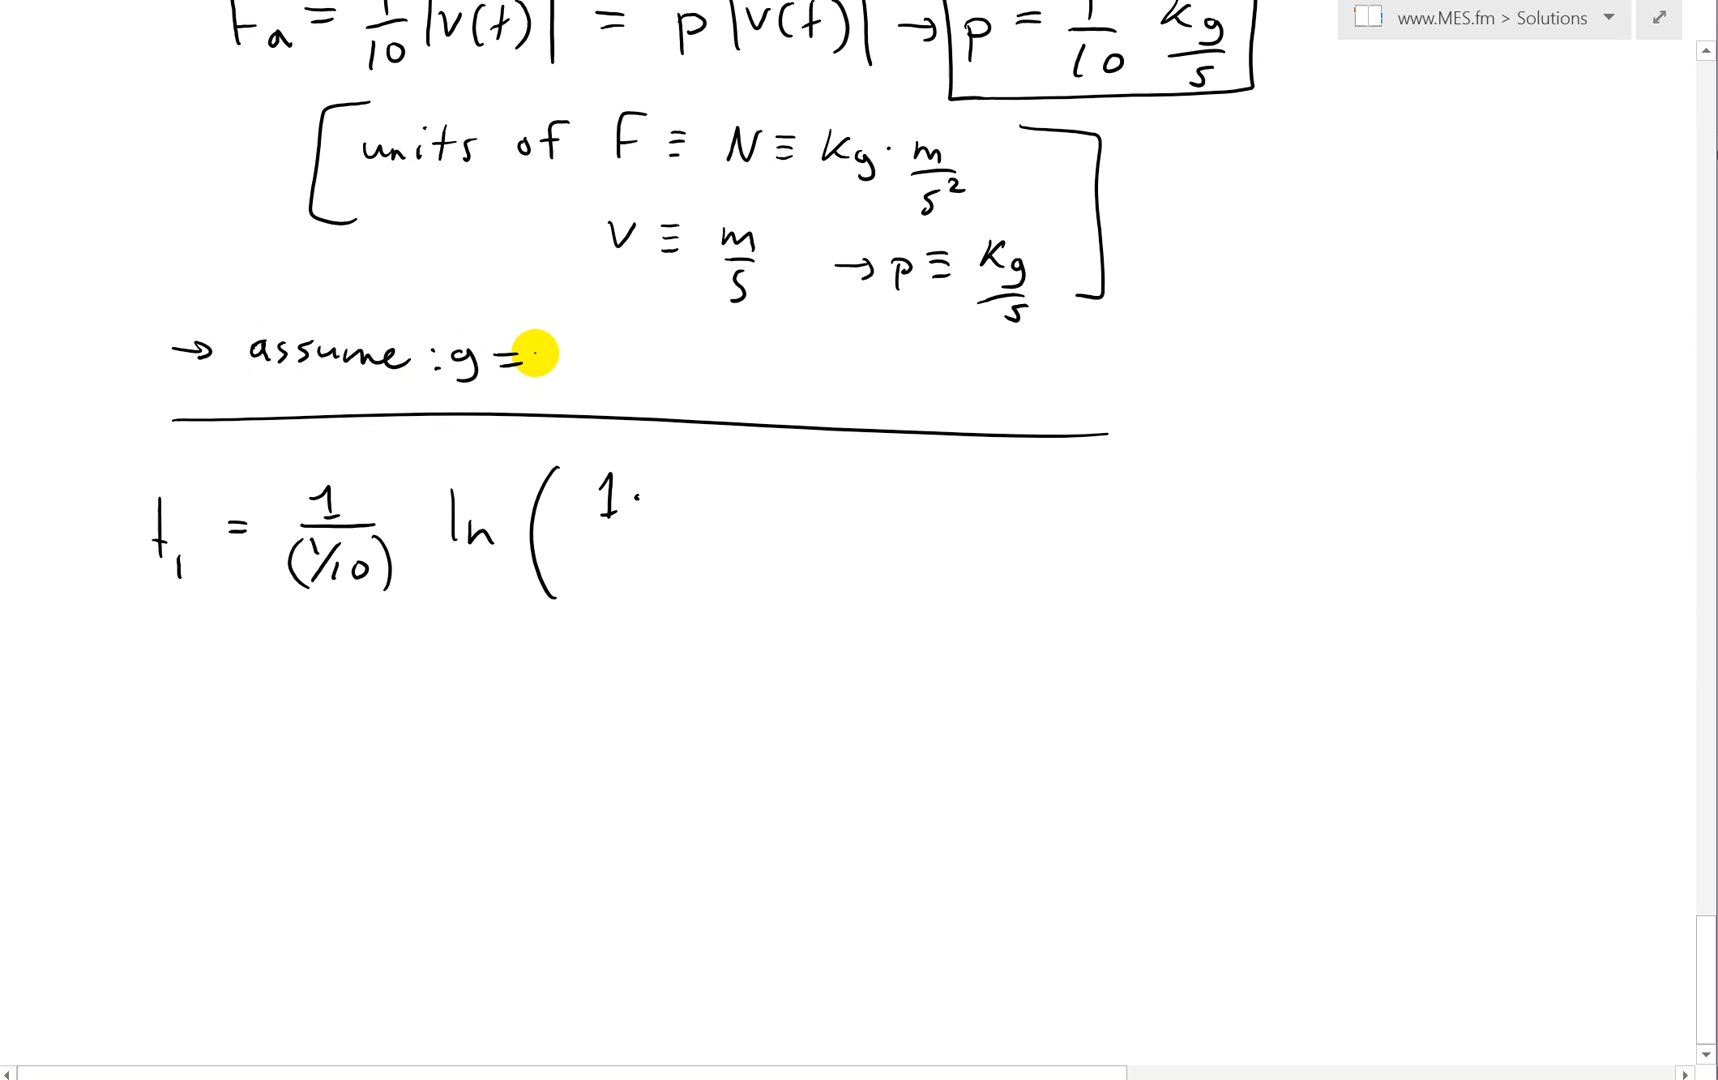 www.MES.fm > Solutions
Fa = 1/10 |v(t)| = p |v(t)| → p = 1/10 kg/s
[units of F ≡ N ≡ kg · m/s²
v ≡ m/s → p ≡ kg/s]
→ assume : g =
t₁ = 1/(1/10) ln ( 1·